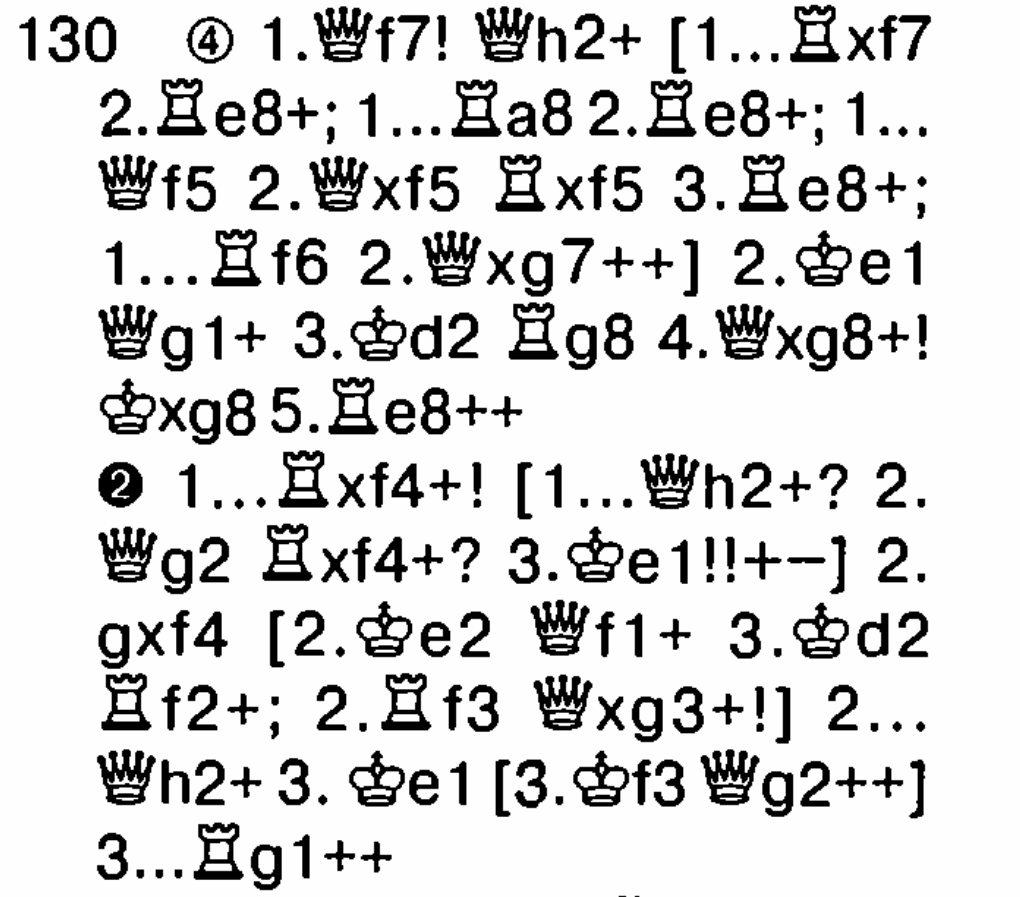 130 ④ 1.♕f7! ♕h2+ [1...♖xf7
2.♖e8+; 1...♖a8 2.♖e8+; 1...
♕f5 2.♕xf5 ♖xf5 3.♖e8+;
1...♖f6 2.♕xg7++] 2.♔e1
♕g1+ 3.♔d2 ♖g8 4.♕xg8+!
♔xg8 5.♖e8++
❷ 1...♖xf4+! [1...♕h2+? 2.
♕g2 ♖xf4+? 3.♔e1!!+−] 2.
gxf4 [2.♔e2 ♕f1+ 3.♔d2
♖f2+; 2.♖f3 ♕xg3+!] 2...
♕h2+ 3. ♔e1 [3.♔f3 ♕g2++]
3...♖g1++